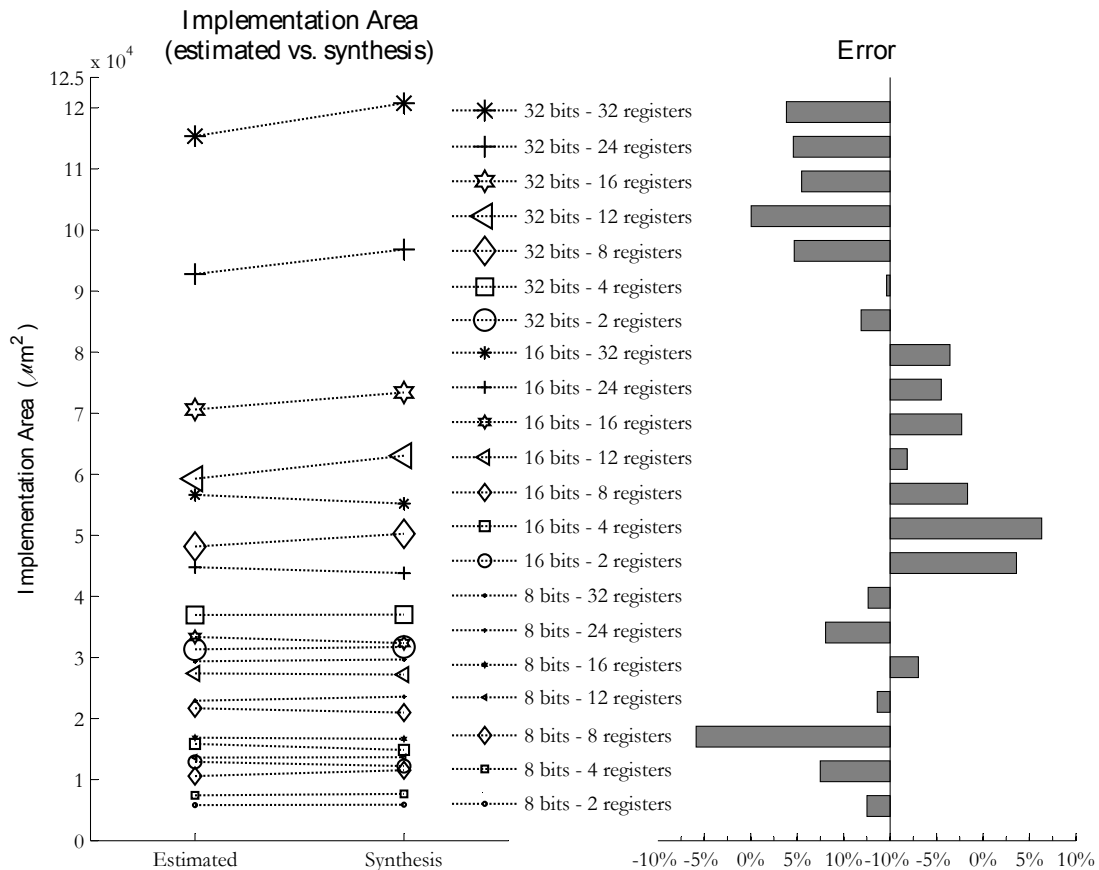 Implementation Area
(estimated vs. synthesis)
Error
x 10^4
12.5
12
11
10
9
8
7
6
5
4
3
2
1
0
Implementation Area (μm²)
Estimated
Synthesis
32 bits - 32 registers
32 bits - 24 registers
32 bits - 16 registers
32 bits - 12 registers
32 bits - 8 registers
32 bits - 4 registers
32 bits - 2 registers
16 bits - 32 registers
16 bits - 24 registers
16 bits - 16 registers
16 bits - 12 registers
16 bits - 8 registers
16 bits - 4 registers
16 bits - 2 registers
8 bits - 32 registers
8 bits - 24 registers
8 bits - 16 registers
8 bits - 12 registers
8 bits - 8 registers
8 bits - 4 registers
8 bits - 2 registers
-10% -5% 0% 5% 10% -10% -5% 0% 5% 10%